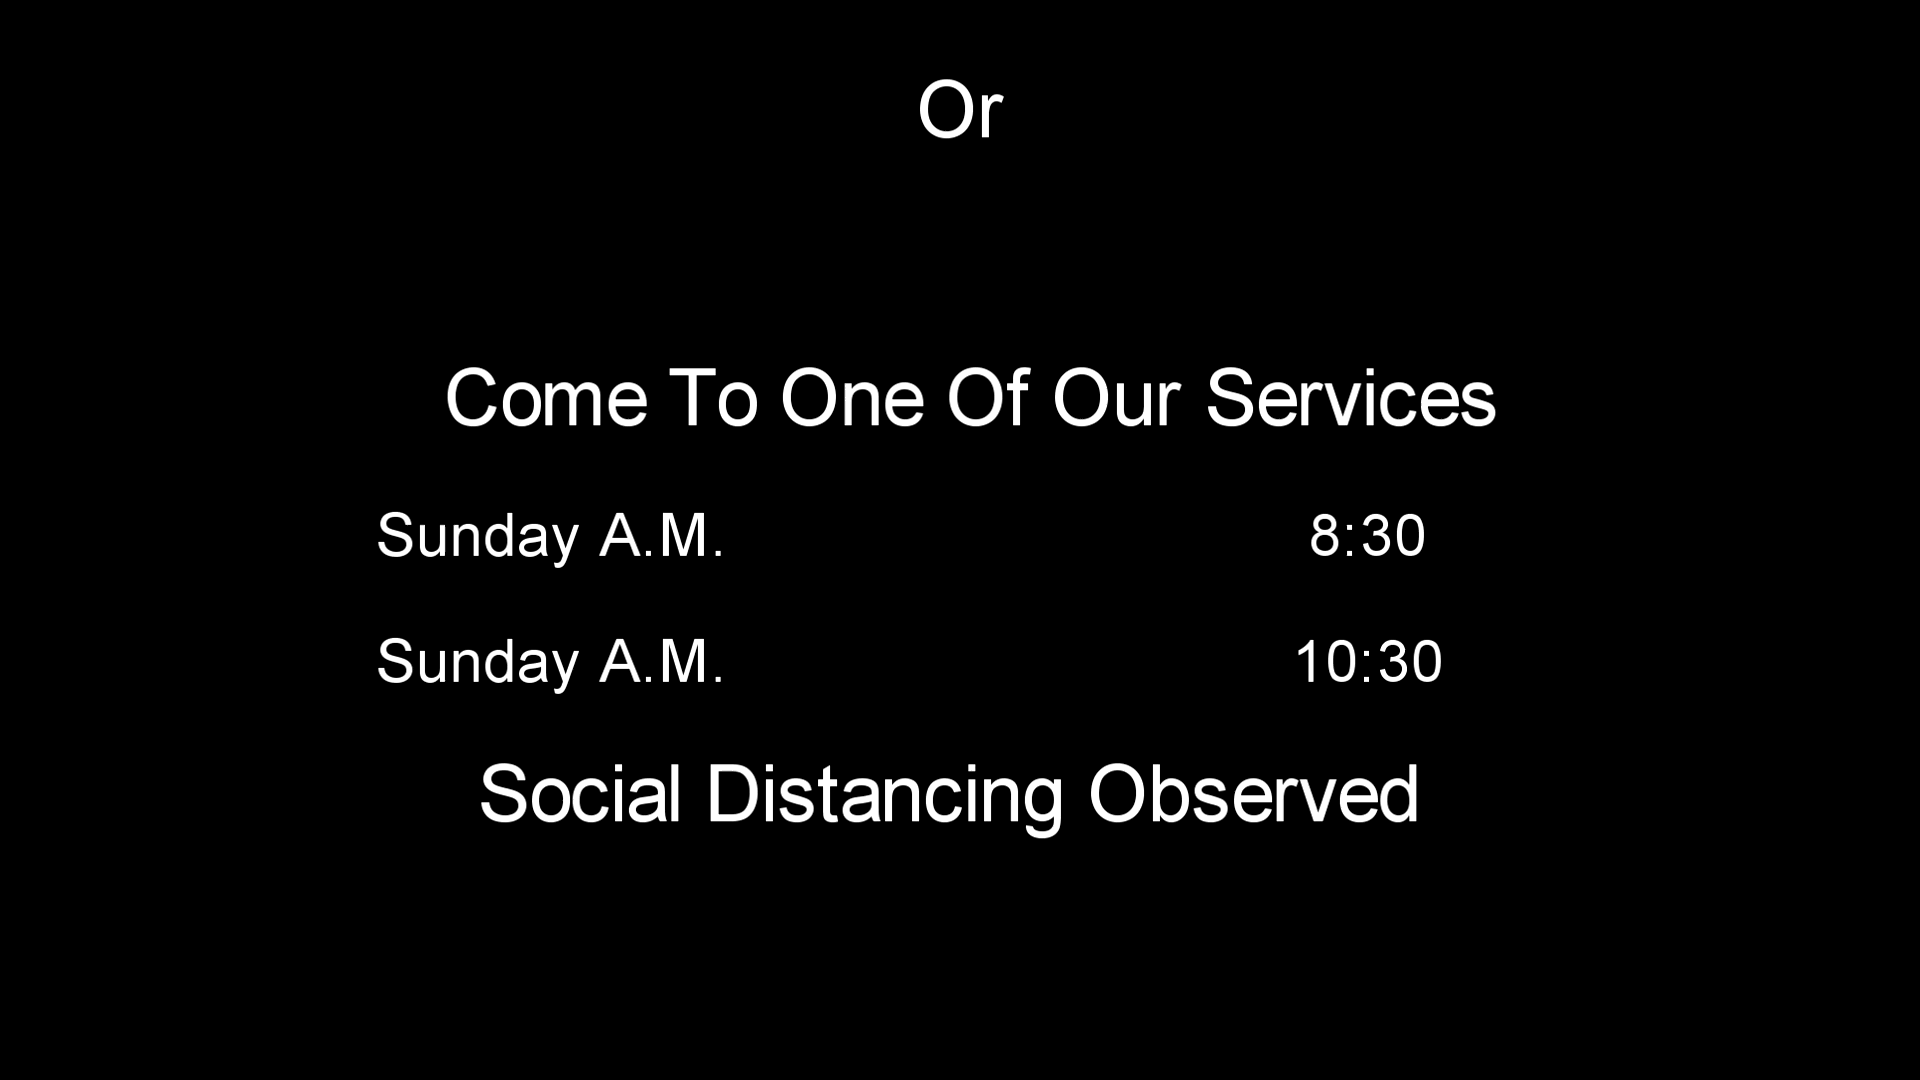 Or
Come To One Of Our Services
Sunday A.M. 8:30
Sunday A.M. 10:30
Social Distancing Observed